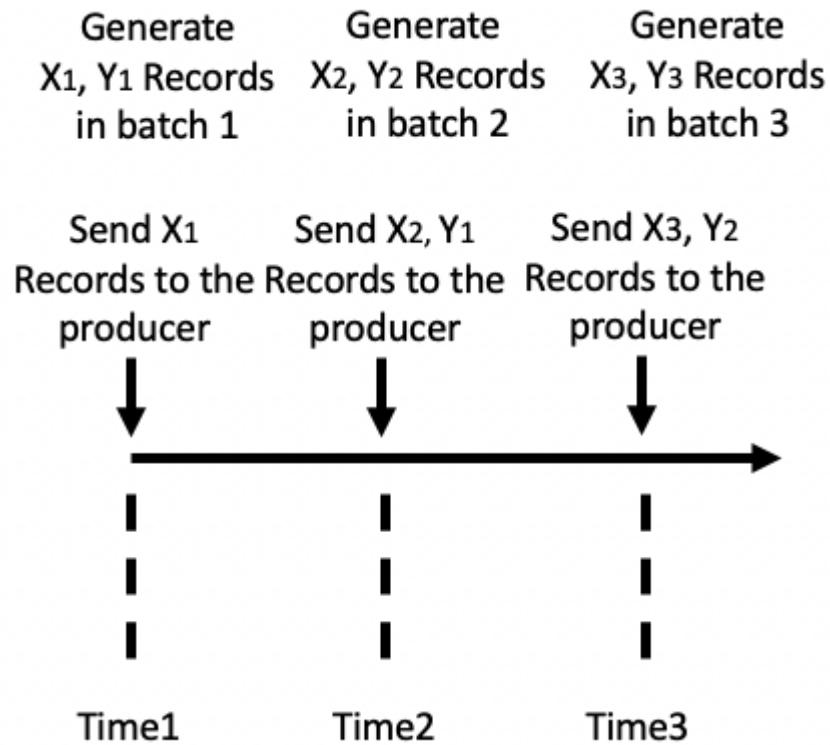 Generate
X1, Y1 Records
in batch 1
Generate
X2, Y2 Records
in batch 2
Generate
X3, Y3 Records
in batch 3
Send X1
Records to the
producer
Send X2, Y1
Records to the
producer
Send X3, Y2
Records to the
producer
Time1
Time2
Time3